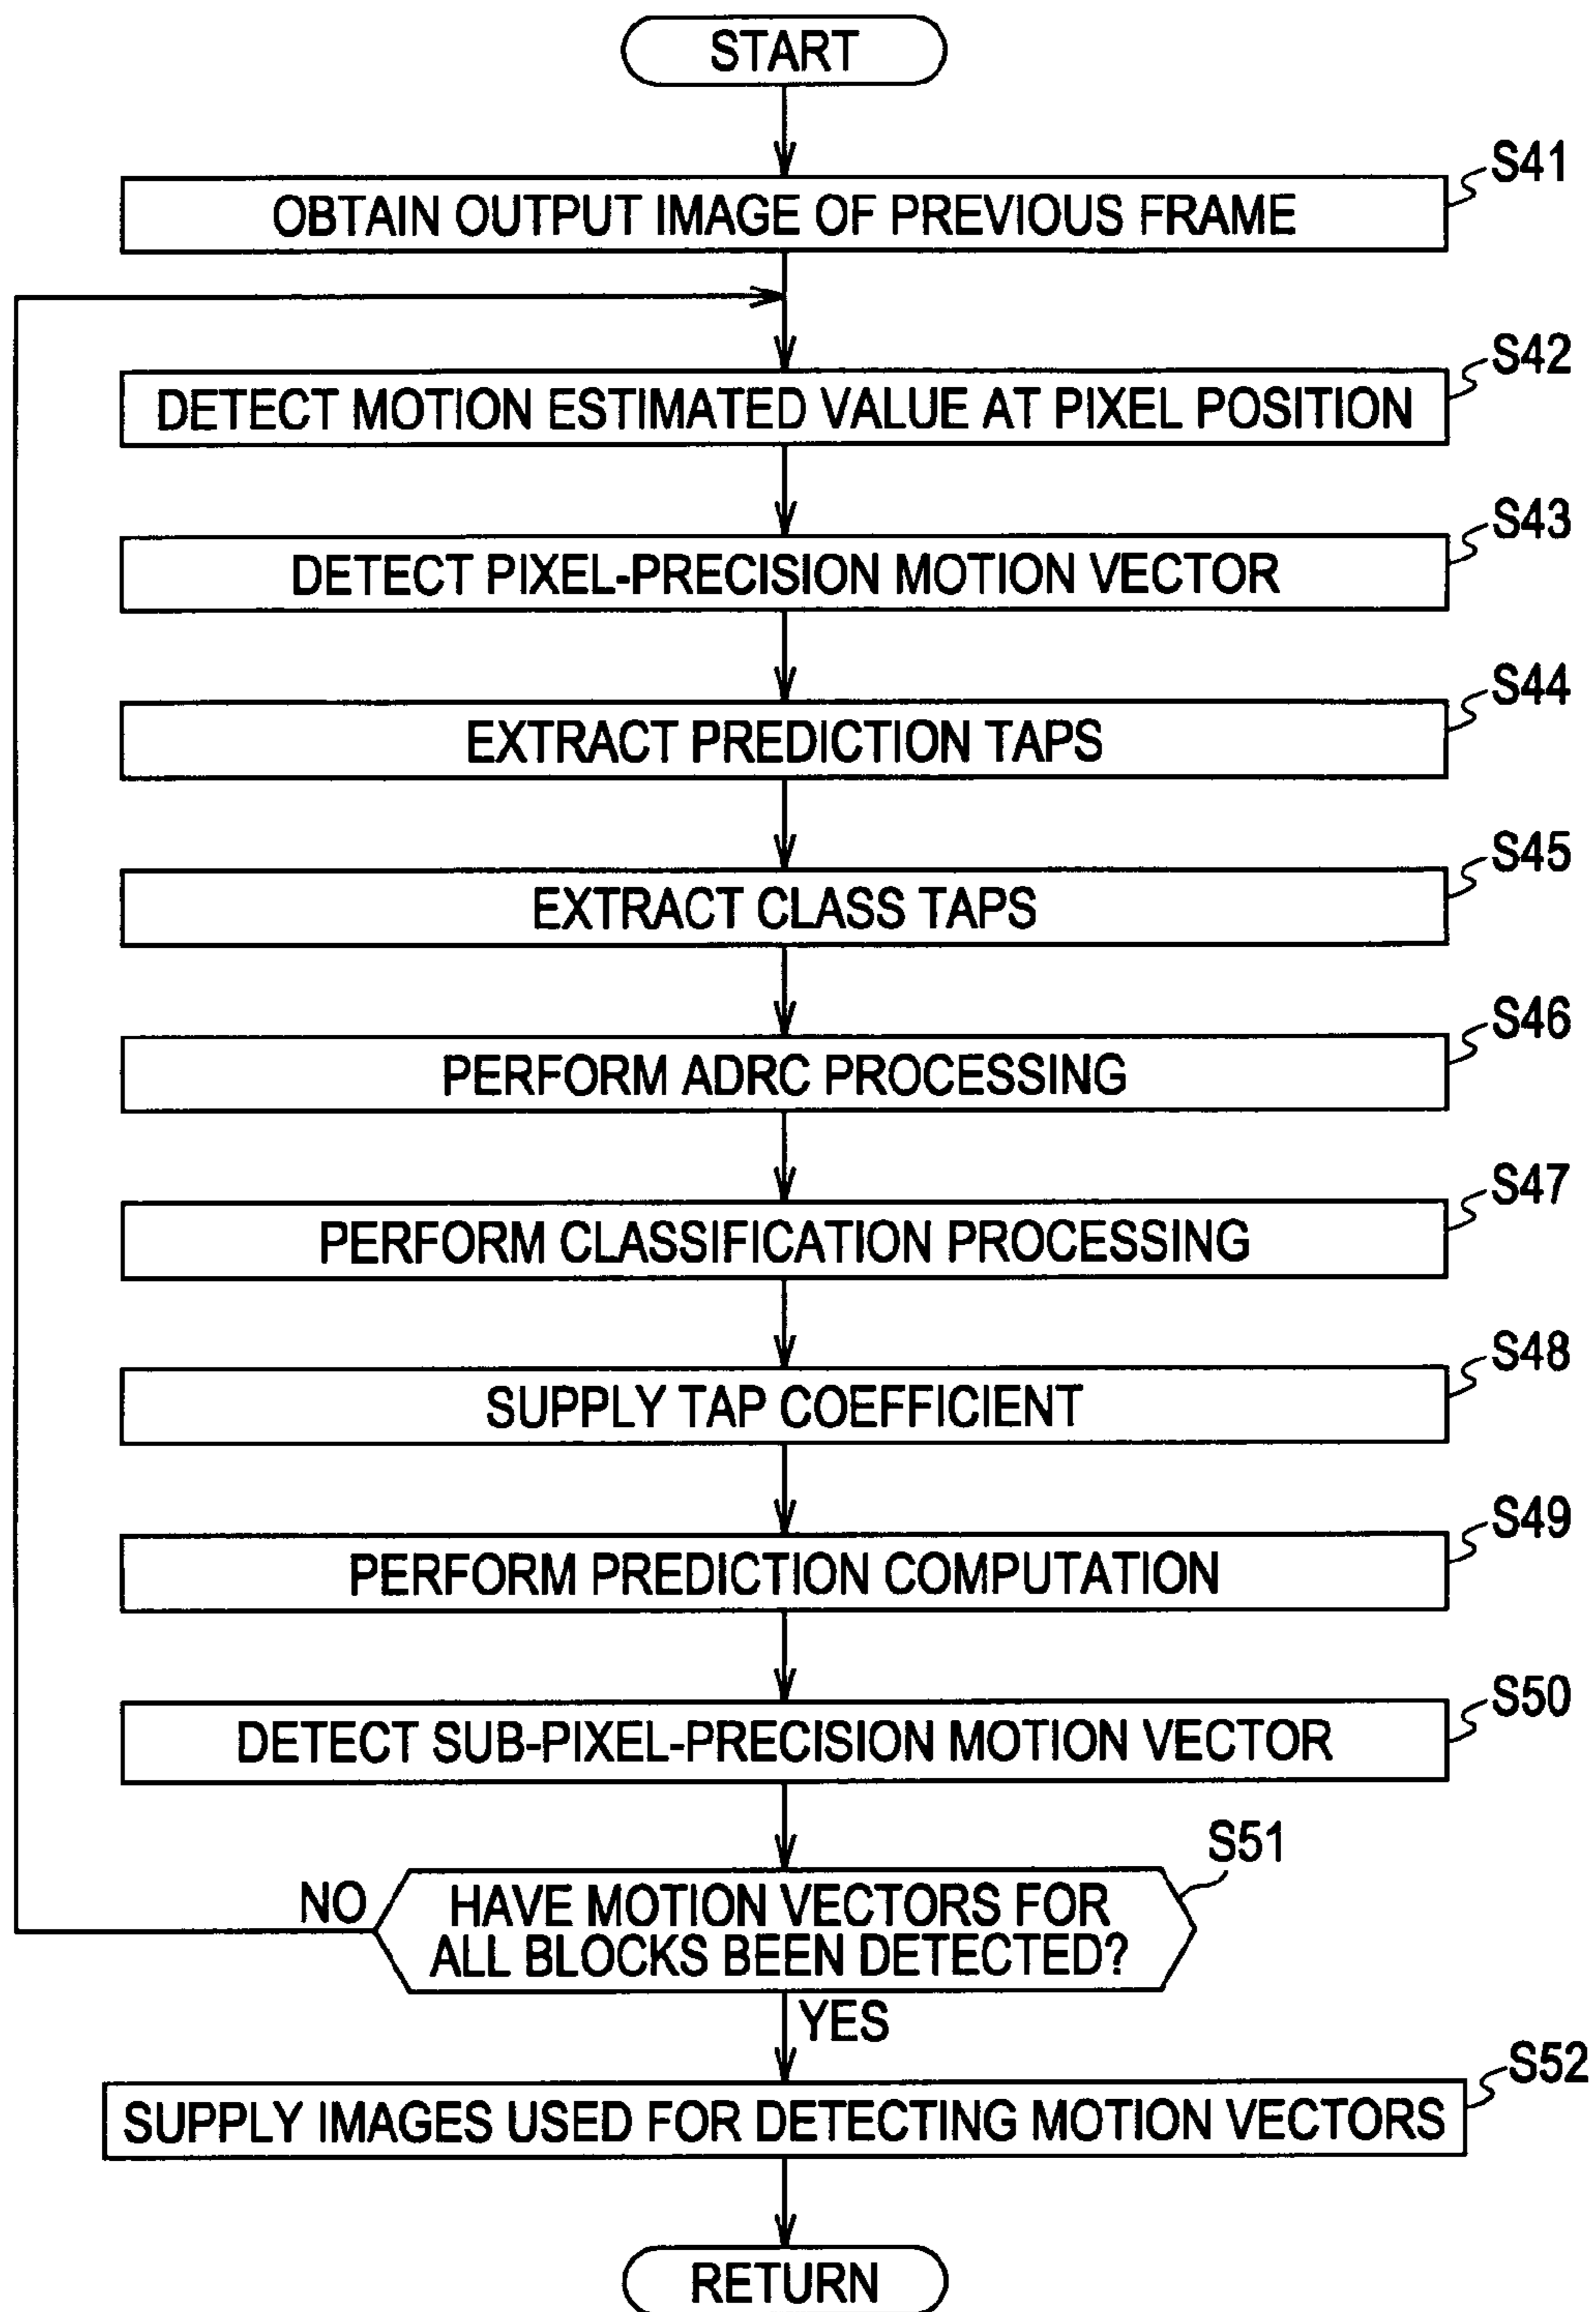 START
S41
OBTAIN OUTPUT IMAGE OF PREVIOUS FRAME
S42
DETECT MOTION ESTIMATED VALUE AT PIXEL POSITION
S43
DETECT PIXEL-PRECISION MOTION VECTOR
S44
EXTRACT PREDICTION TAPS
S45
EXTRACT CLASS TAPS
S46
PERFORM ADRC PROCESSING
S47
PERFORM CLASSIFICATION PROCESSING
S48
SUPPLY TAP COEFFICIENT
S49
PERFORM PREDICTION COMPUTATION
S50
DETECT SUB-PIXEL-PRECISION MOTION VECTOR
S51
NO
HAVE MOTION VECTORS FOR
ALL BLOCKS BEEN DETECTED?
YES
S52
SUPPLY IMAGES USED FOR DETECTING MOTION VECTORS
RETURN